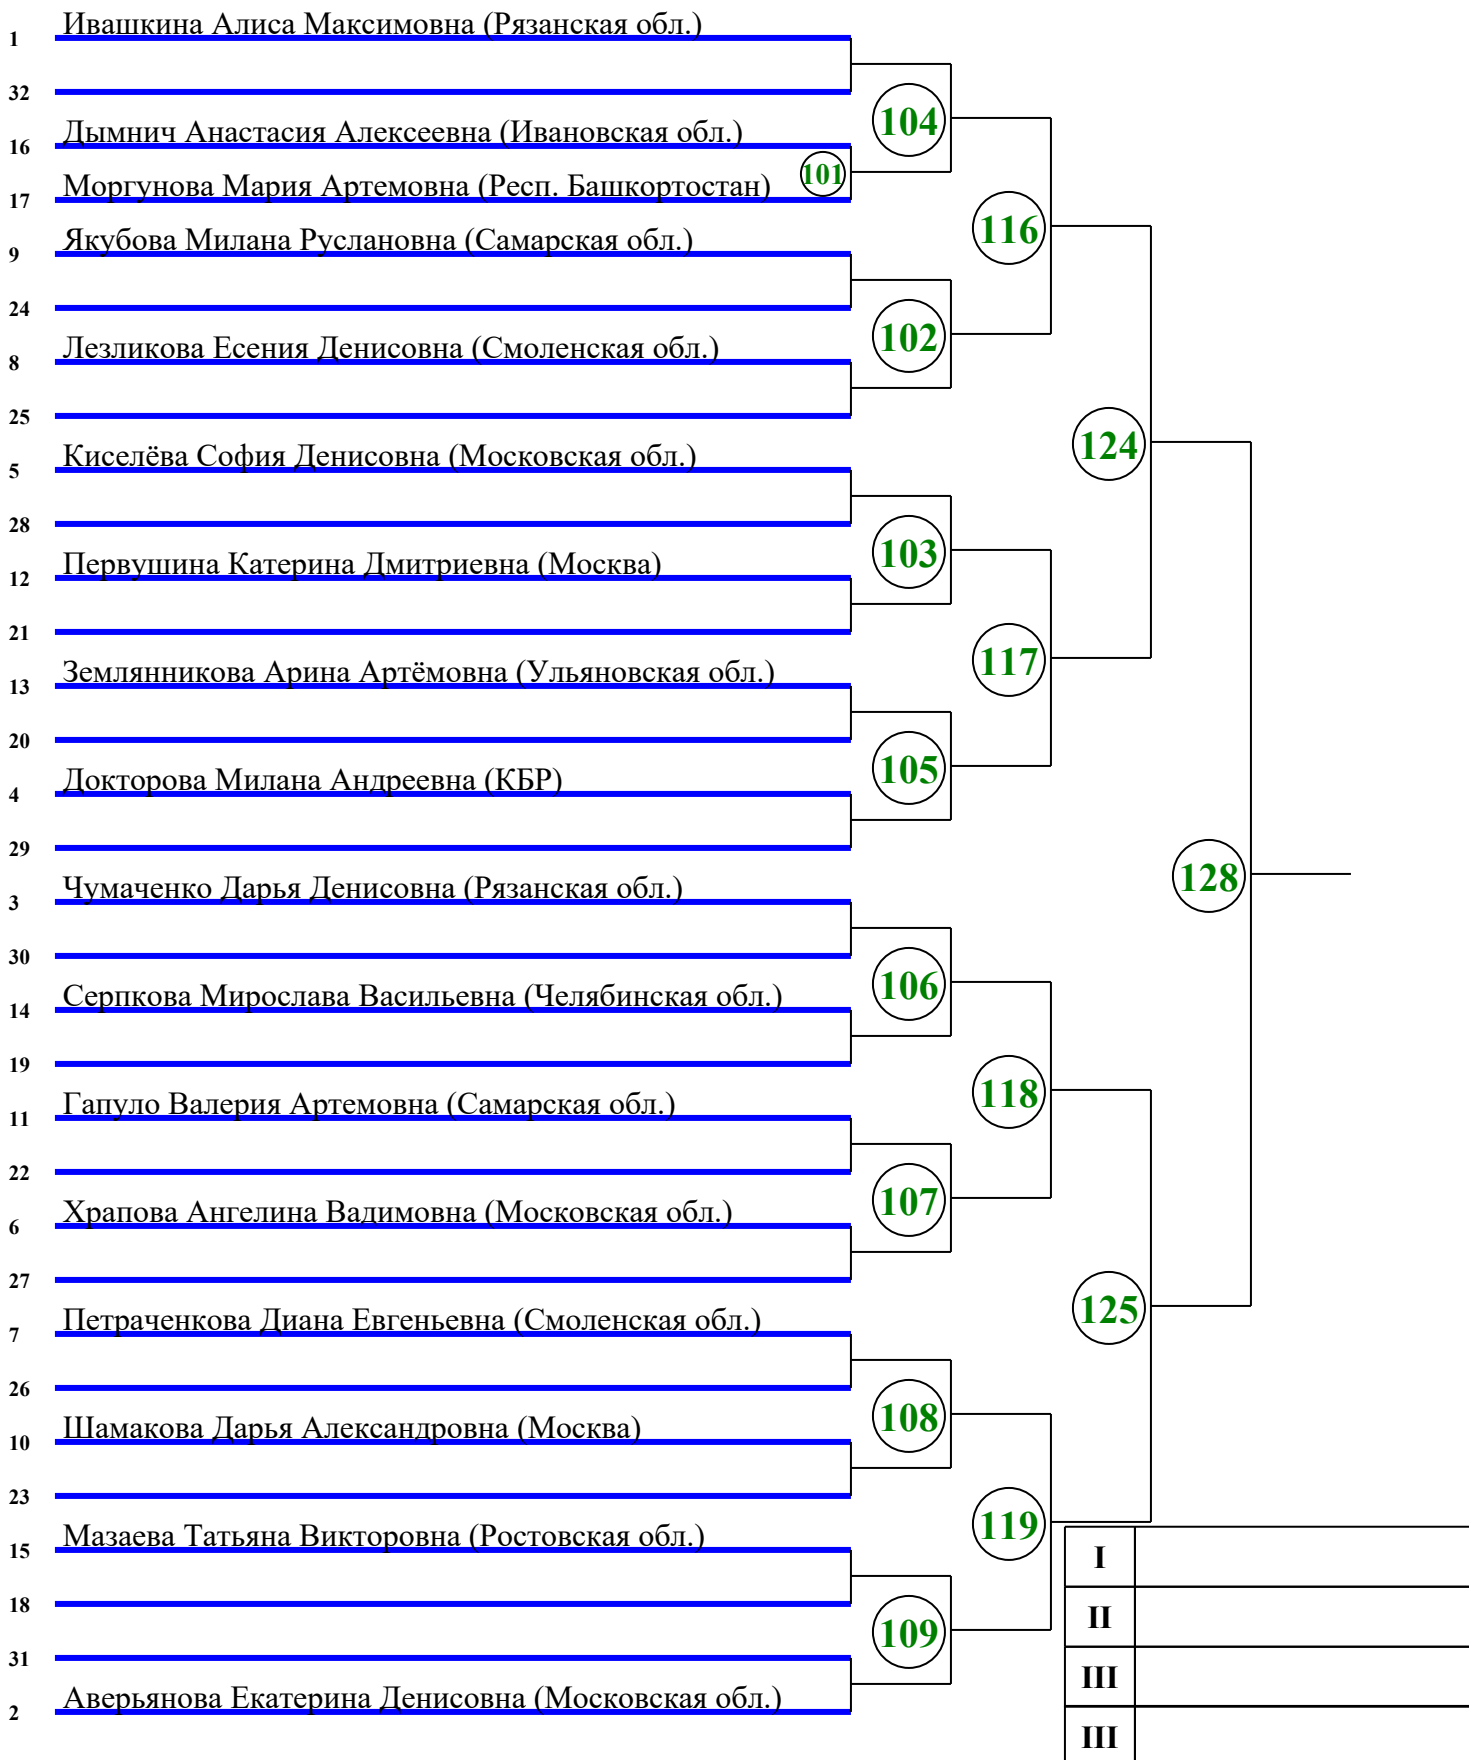 1 Ивашкина Алиса Максимовна (Рязанская обл.)
32
104
16 Дымнич Анастасия Алексеевна (Ивановская обл.)
101
17 Моргунова Мария Артемовна (Респ. Башкортостан)
116
9 Якубова Милана Руслановна (Самарская обл.)
24
102
8 Лезликова Есения Денисовна (Смоленская обл.)
25
124
5 Киселёва София Денисовна (Московская обл.)
28
103
12 Первушина Катерина Дмитриевна (Москва)
21
117
13 Землянникова Арина Артёмовна (Ульяновская обл.)
20
105
4 Докторова Милана Андреевна (КБР)
29
128
3 Чумаченко Дарья Денисовна (Рязанская обл.)
30
106
14 Серпкова Мирослава Васильевна (Челябинская обл.)
19
118
11 Гапуло Валерия Артемовна (Самарская обл.)
22
107
6 Храпова Ангелина Вадимовна (Московская обл.)
27
125
7 Петраченкова Диана Евгеньевна (Смоленская обл.)
26
108
10 Шамакова Дарья Александровна (Москва)
23
119
15 Мазаева Татьяна Викторовна (Ростовская обл.)
18
109
31
2 Аверьянова Екатерина Денисовна (Московская обл.)
I
II
III
III